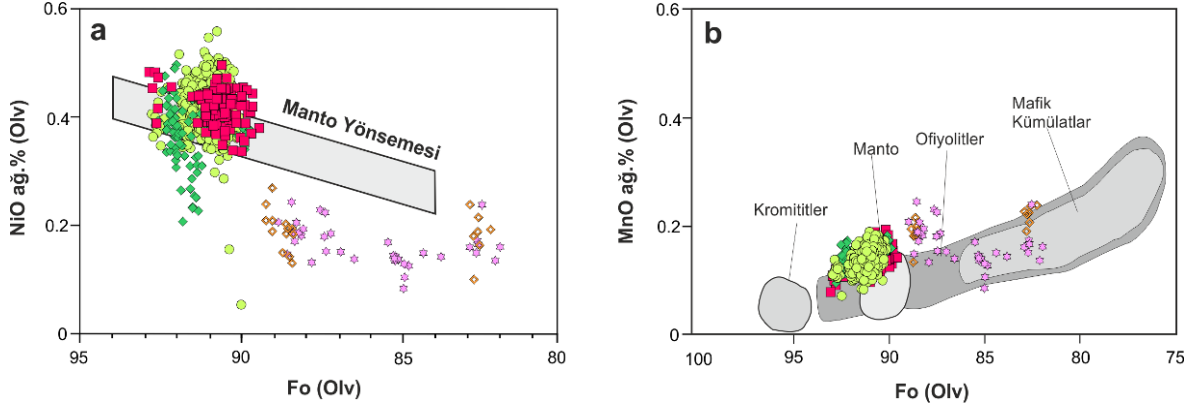 a
0.6
0.4
0.2
0
NiO ağ.% (Olv)
Manto Yönsemesi
95
90
85
80
Fo (Olv)
b
0.6
0.4
0.2
0
MnO ağ.% (Olv)
Mafik
Kümülatlar
Manto
Ofiyolitler
Kromititler
100
95
90
85
80
75
Fo (Olv)